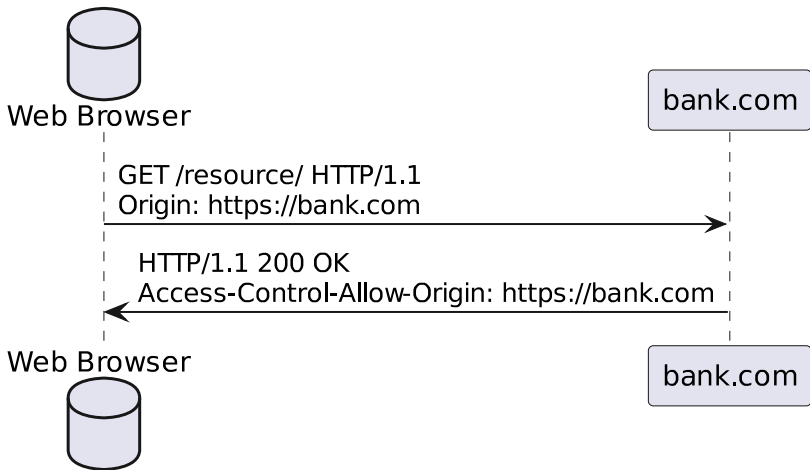 Web Browser
bank.com
GET /resource/ HTTP/1.1
Origin: https://bank.com
HTTP/1.1 200 OK
Access-Control-Allow-Origin: https://bank.com
Web Browser
bank.com